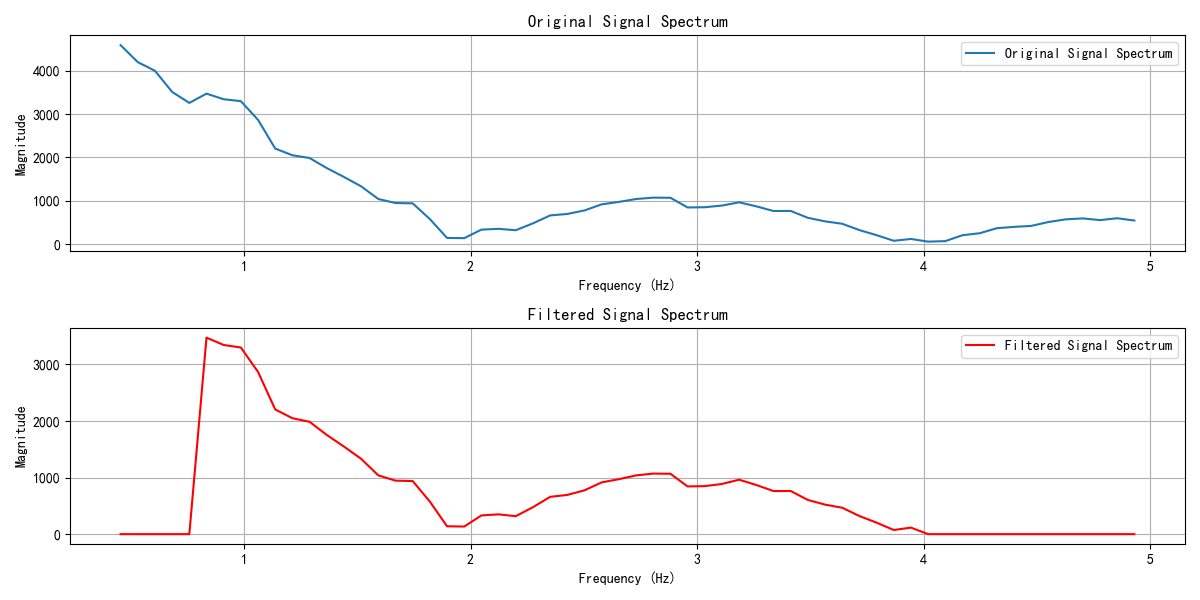 Original Signal Spectrum
Original Signal Spectrum
Magnitude
4000
3000
2000
1000
0
1 2 3 4 5
Frequency (Hz)
Filtered Signal Spectrum
Filtered Signal Spectrum
Magnitude
3000
2000
1000
0
1 2 3 4 5
Frequency (Hz)